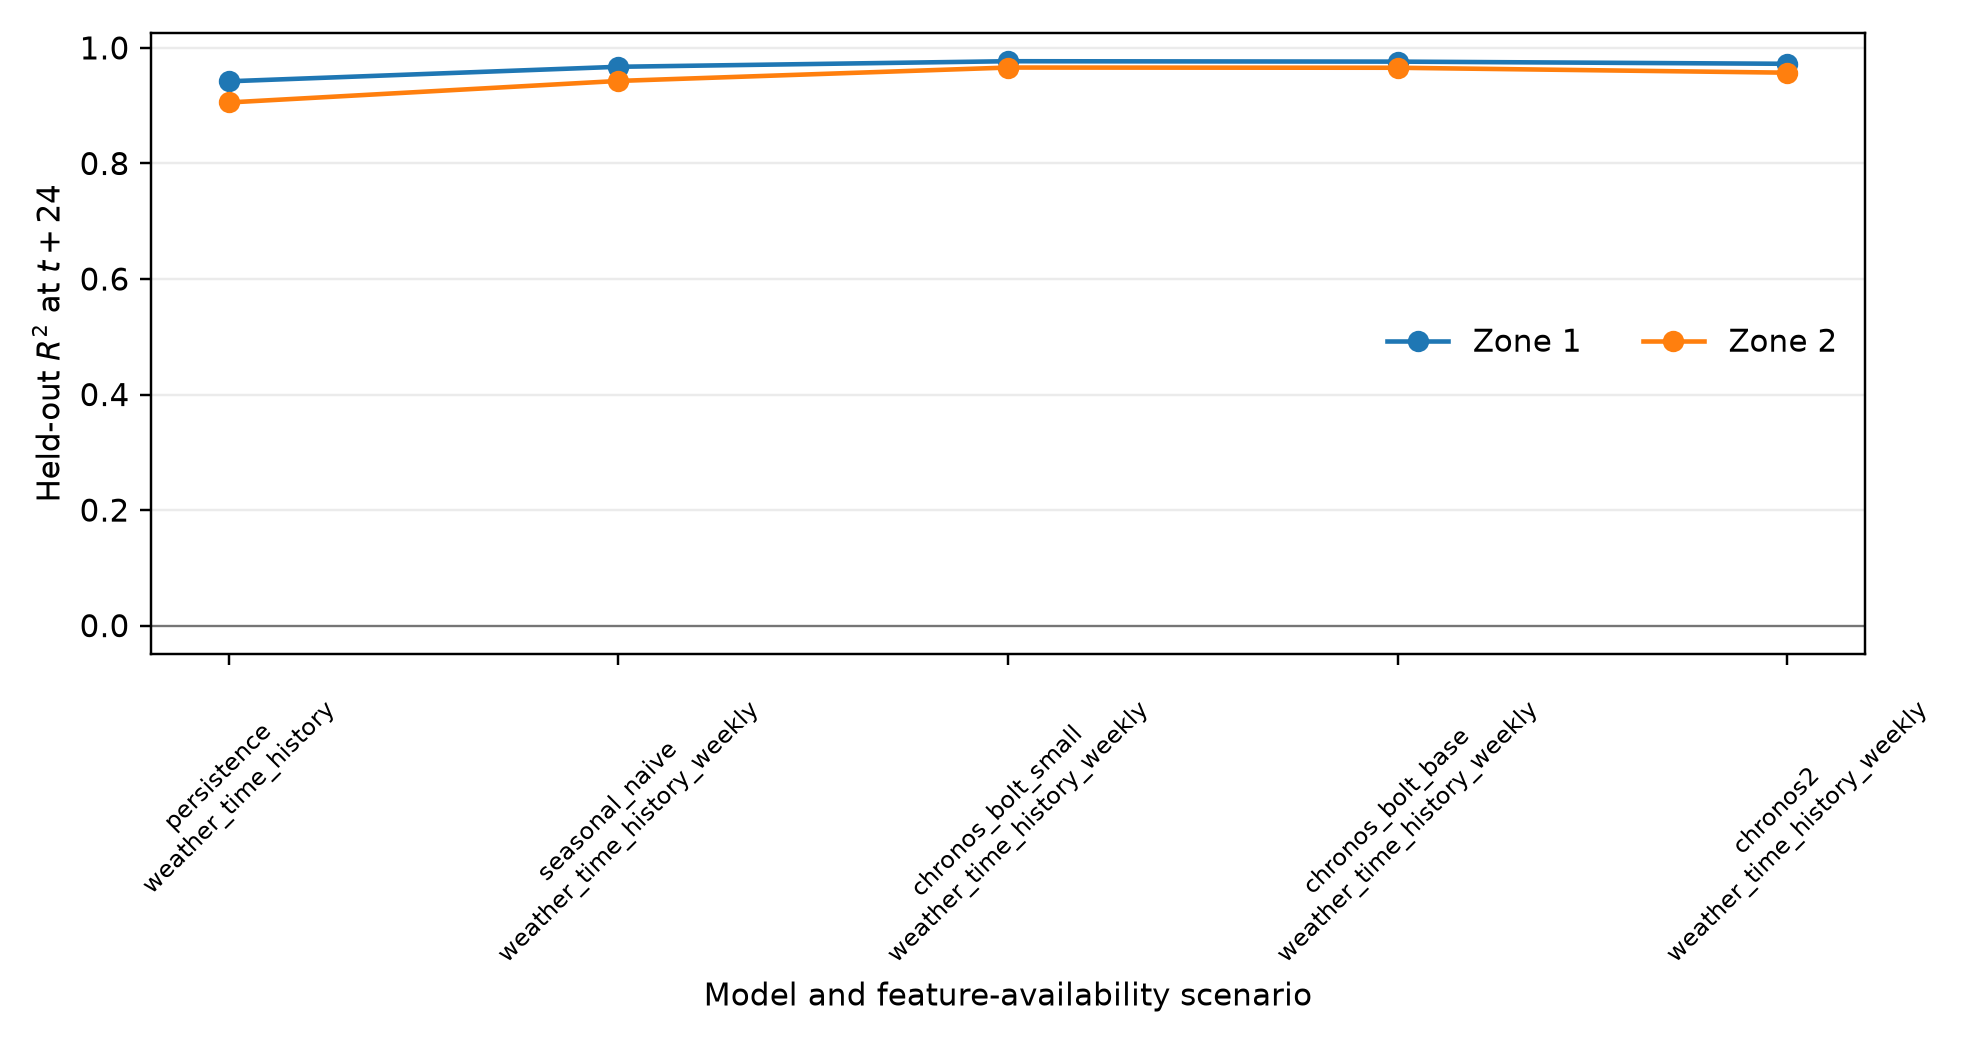 1.0
0.8
0.6
0.4
0.2
0.0
Held-out R² at t + 24
Zone 1
Zone 2
persistence
weather_time_history
seasonal_naive
weather_time_history_weekly
chronos_bolt_small
weather_time_history_weekly
chronos_bolt_base
weather_time_history_weekly
chronos2
weather_time_history_weekly
Model and feature-availability scenario